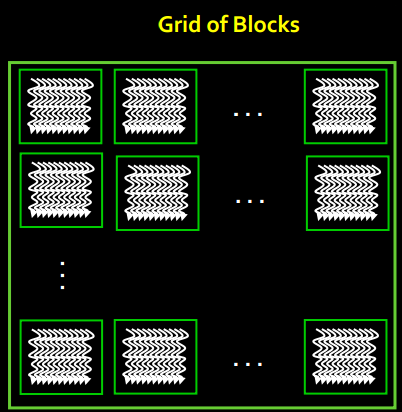 Grid of Blocks
. . .
. . .
. . .